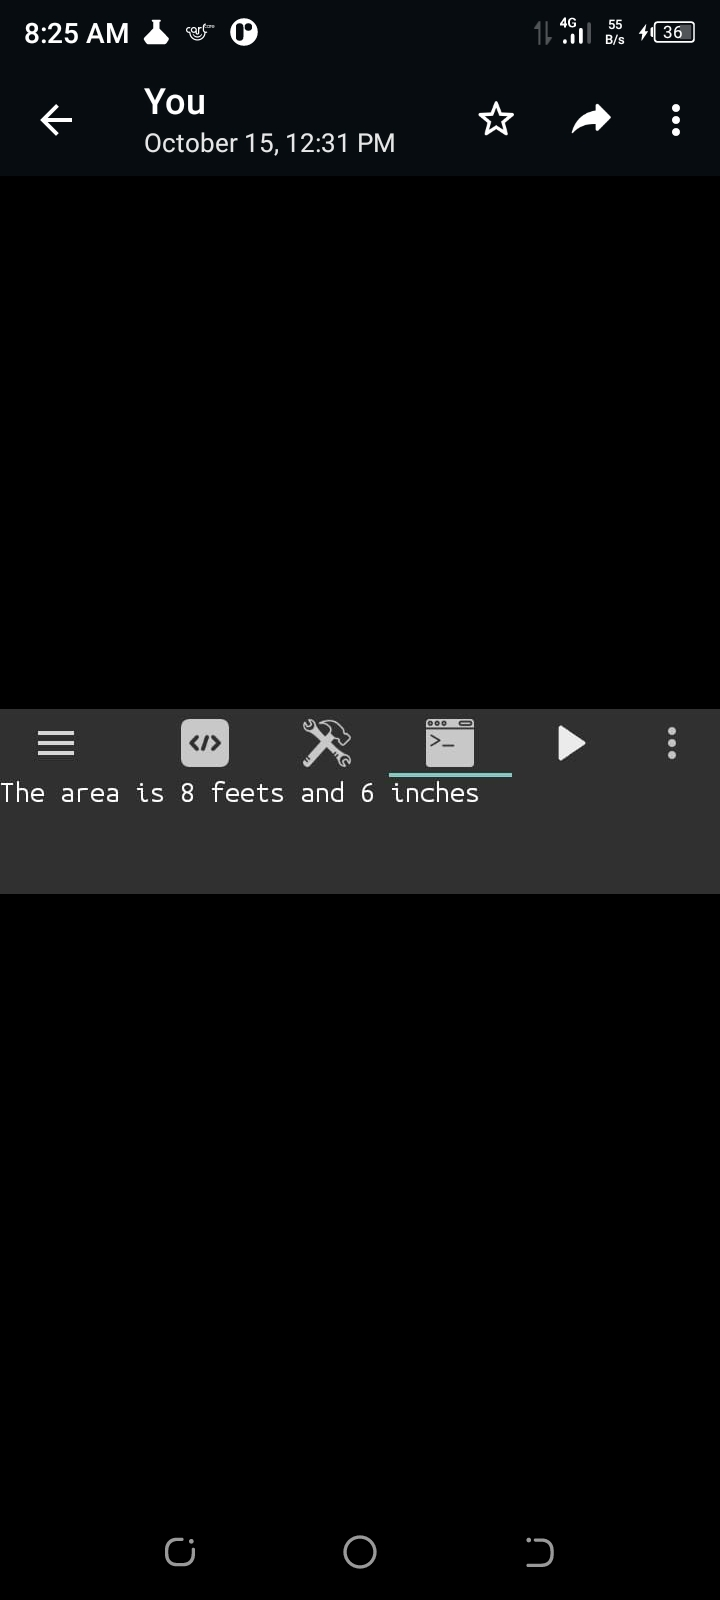 8:25 AM
4G
55
B/s
36
You
October 15, 12:31 PM
The area is 8 feets and 6 inches